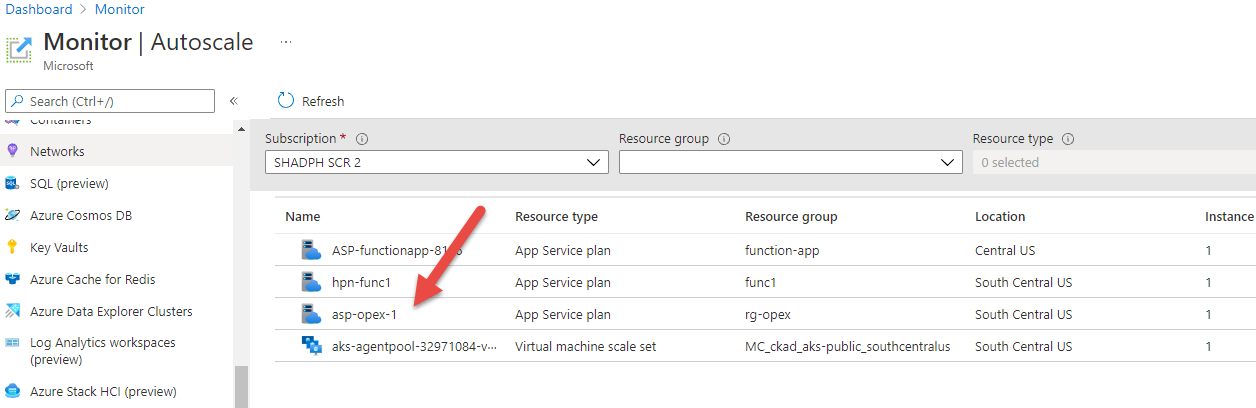 Dashboard > Monitor
Monitor | Autoscale ...
Microsoft
Search (Ctrl+/) «
Containers
Networks
SQL (preview)
Azure Cosmos DB
Key Vaults
Azure Cache for Redis
Azure Data Explorer Clusters
Log Analytics workspaces
(preview)
Azure Stack HCI (preview)
Refresh
Subscription * Resource group Resource type
SHADPH SCR 2 0 selected
Name Resource type Resource group Location Instance
App Service plan function-app Central US 1
hpn-func1 App Service plan func1 South Central US 1
asp-opex-1 App Service plan rg-opex South Central US 1
aks-agentpool-32971084-v··· Virtual machine scale set MC_ckad_aks-public_southcentralus South Central US 1